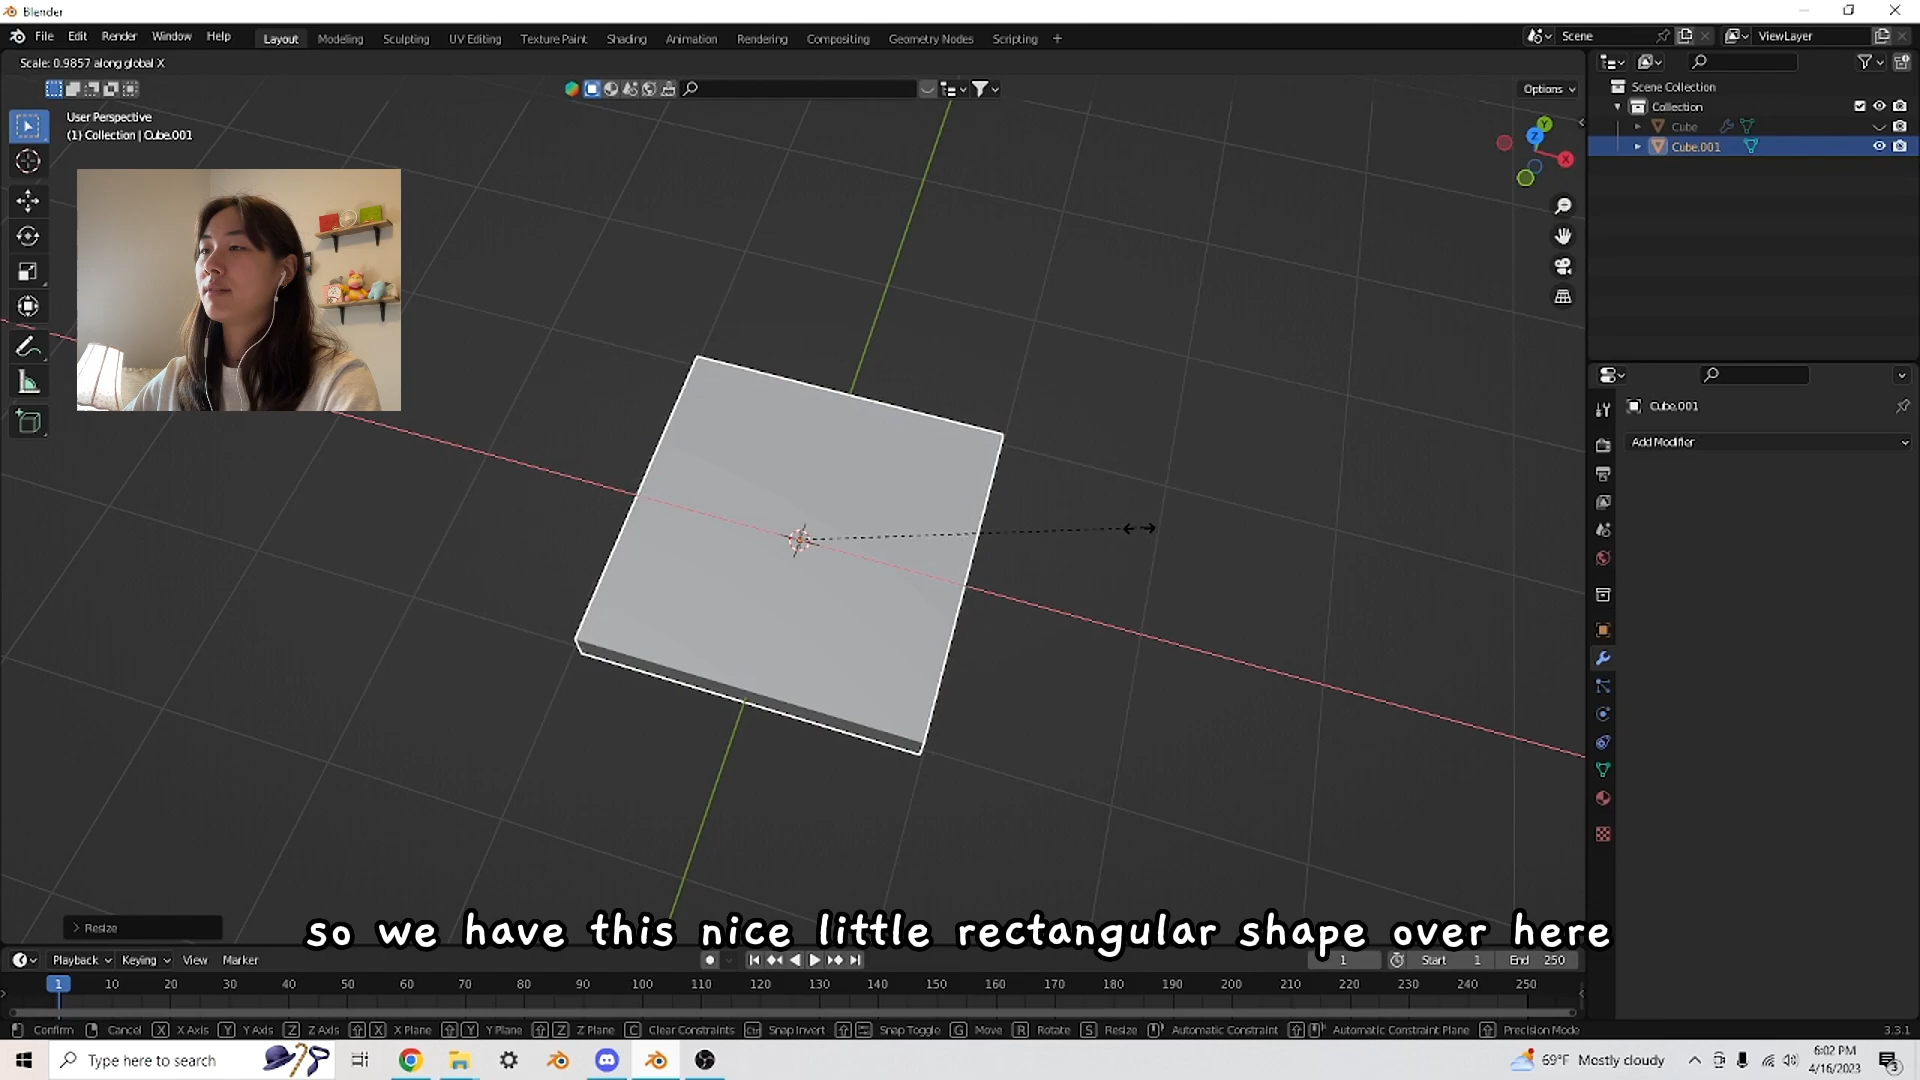 Blender
File Edit Render Window Help
Layout Modeling Sculpting UV Editing Texture Paint Shading Animation Rendering Compositing Geometry Nodes Scripting +
Scene
ViewLayer
Scale: 0.9857 along global X
Options
Scene Collection
Collection
Cube
Cube.001
User Perspective
(1) Collection | Cube.001
Z
Y
X
Cube.001
Add Modifier
Resize
so we have this nice little rectangular shape over here
Playback Keying View Marker
1 Start 1 End 250
1 10 20 30 40 50 60 70 80 90 100 110 120 130 140 150 160 170 180 190 200 210 220 230 240 250
Confirm Cancel X X Axis Y Y Axis Z Z Axis X X Plane Y Y Plane Z Z Plane C Clear Constraints Ctrl Snap Invert Snap Toggle G Move R Rotate S Resize Automatic Constraint Automatic Constraint Plane Precision Mode 3.3.1
Type here to search
69°F Mostly cloudy
6:02 PM
4/16/2023
3